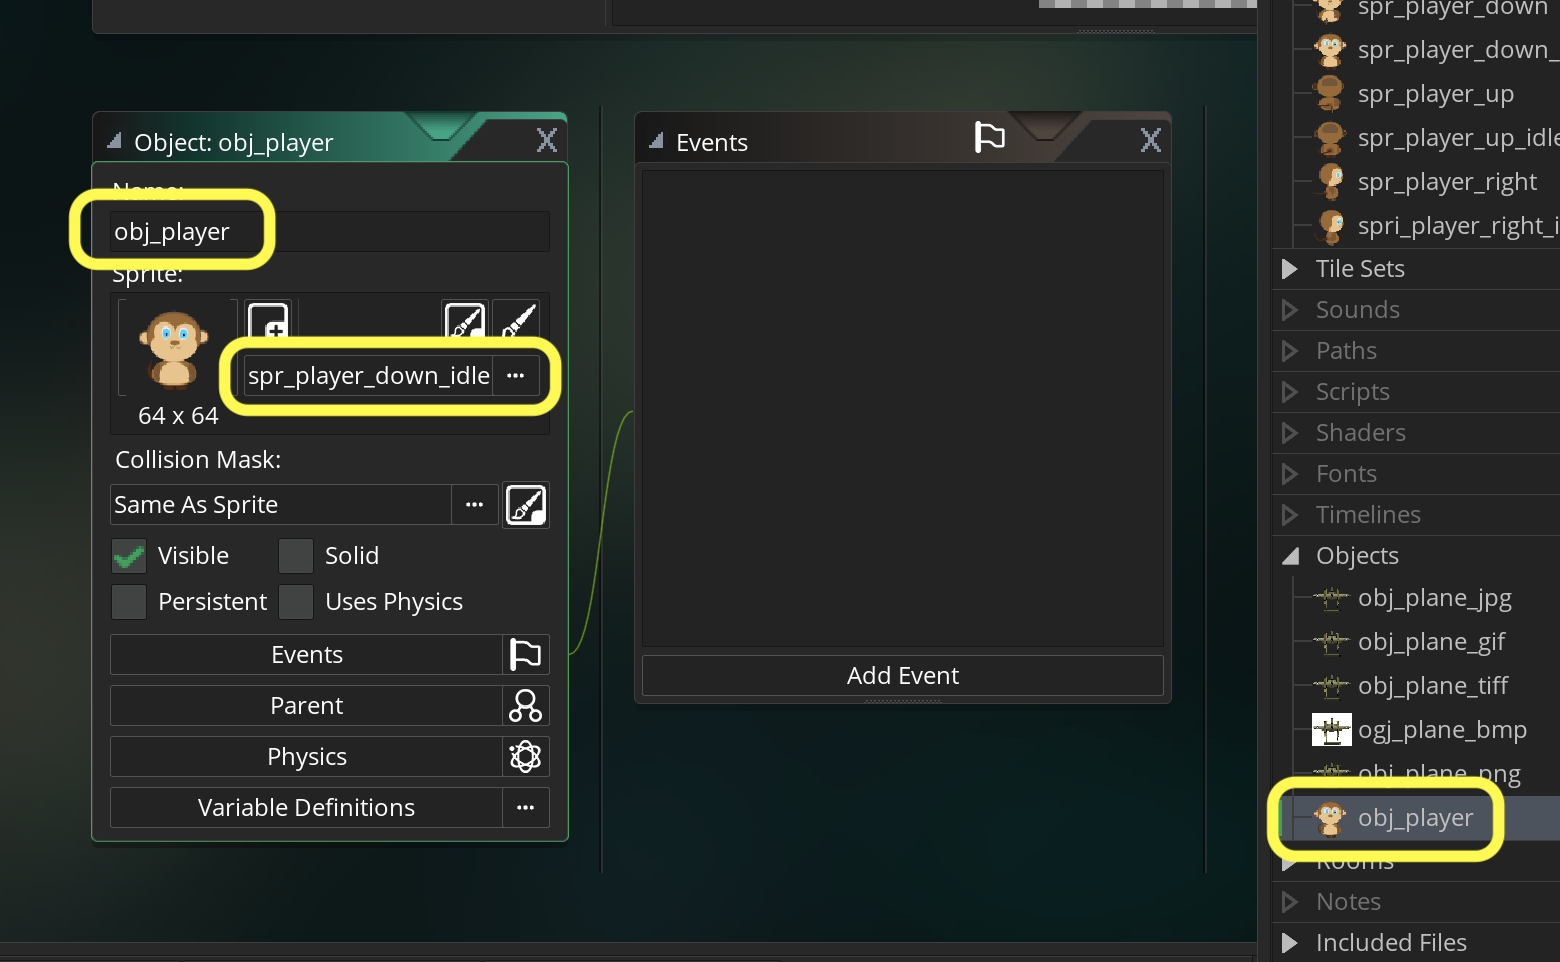 Object: obj_player
X
Name:
obj_player
Sprite:
spr_player_down_idle ...
64 x 64
Collision Mask:
Same As Sprite ...
Visible
Solid
Persistent
Uses Physics
Events
Parent
Physics
Variable Definitions ...
Events
X
Add Event
spr_player_down
spr_player_down_
spr_player_up
spr_player_up_idle
spr_player_right
spri_player_right_i
Tile Sets
Sounds
Paths
Scripts
Shaders
Fonts
Timelines
Objects
obj_plane_jpg
obj_plane_gif
obj_plane_tiff
ogj_plane_bmp
obj_plane_png
obj_player
Rooms
Notes
Included Files